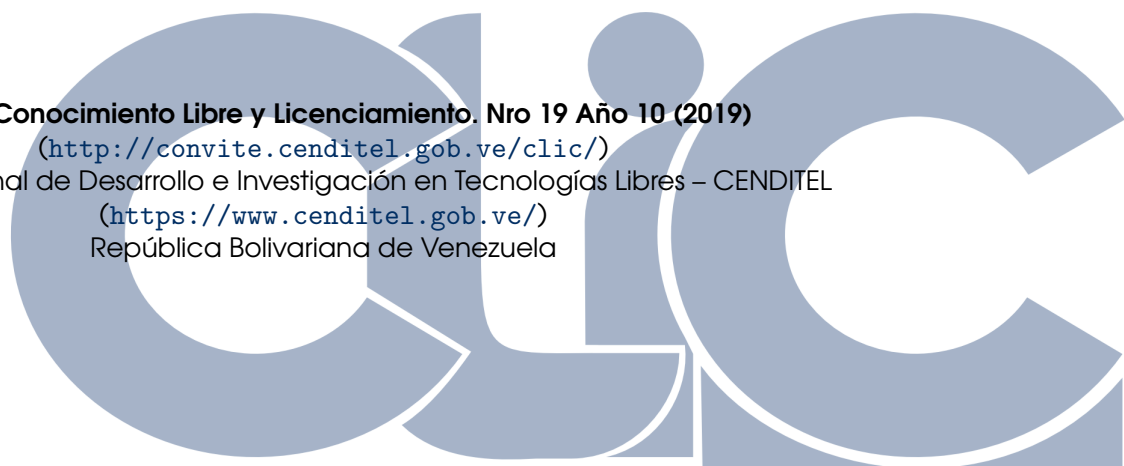 CLiC
Conocimiento Libre y Licenciamiento. Nro 19 Año 10 (2019)
(http://convite.cenditel.gob.ve/clic/)
nal de Desarrollo e Investigación en Tecnologías Libres – CENDITEL
(https://www.cenditel.gob.ve/)
República Bolivariana de Venezuela